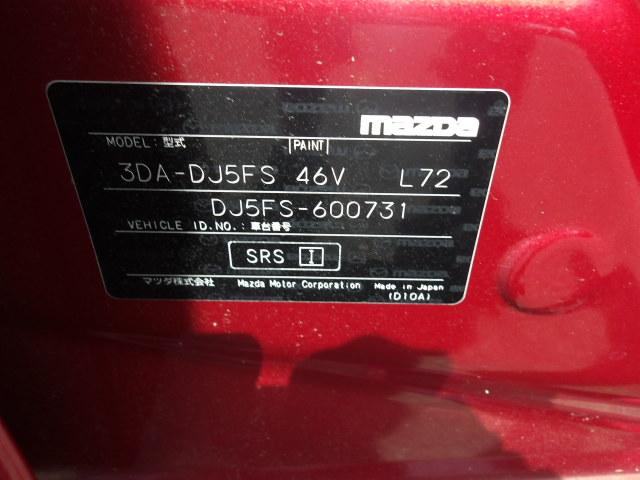 mazda
MODEL:型式 PAINT
3DA-DJ5FS 46V L72
DJ5FS-600731
VEHICLE ID.NO.:車台番号
SRS I
マツダ株式会社 Mazda Motor Corporation Made in Japan
(D10A)